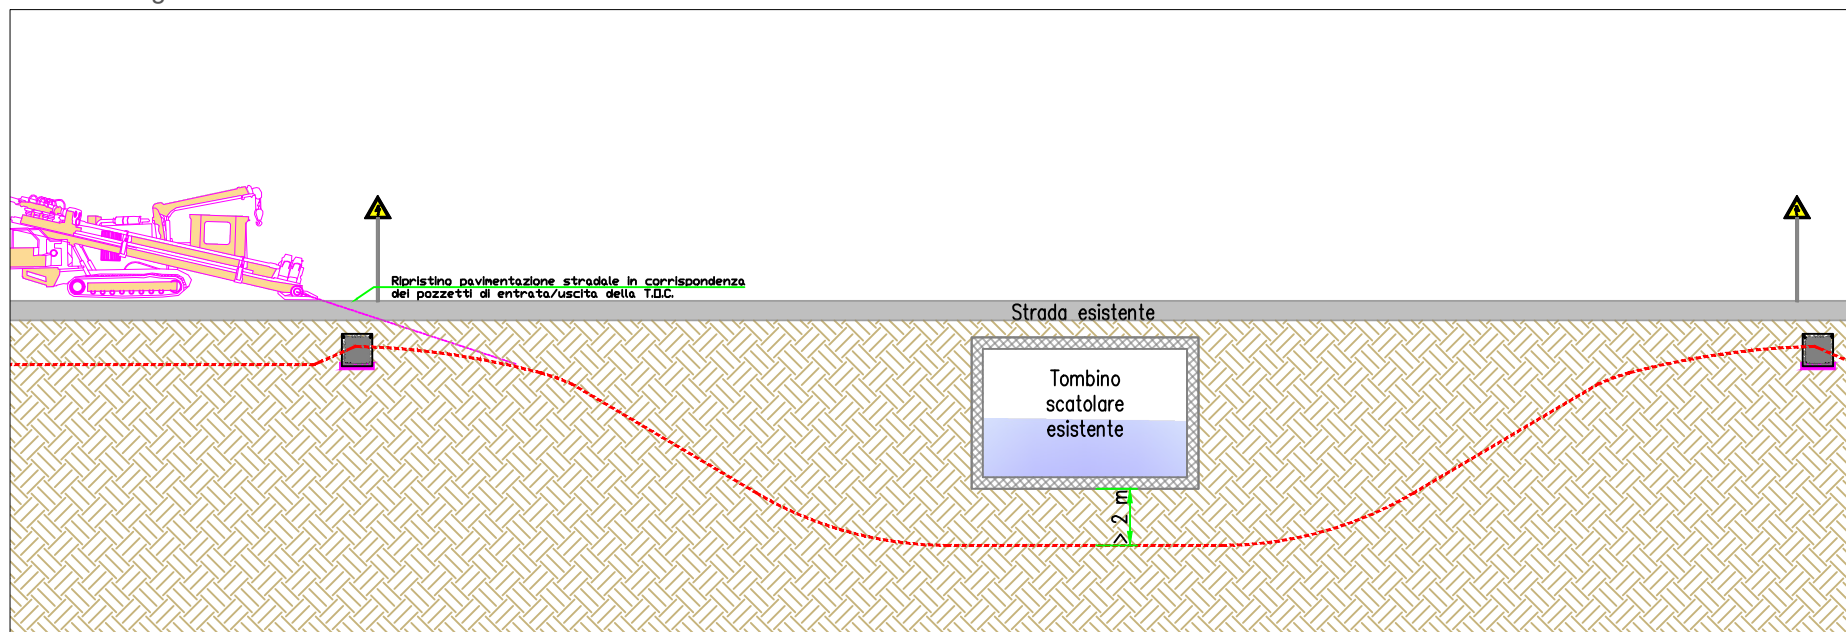 Ripristino pavimentazione stradale in corrispondenza
dei pozzetti di entrata/uscita della T.O.C.
Strada esistente
Tombino
scatolare
esistente
> 2 m